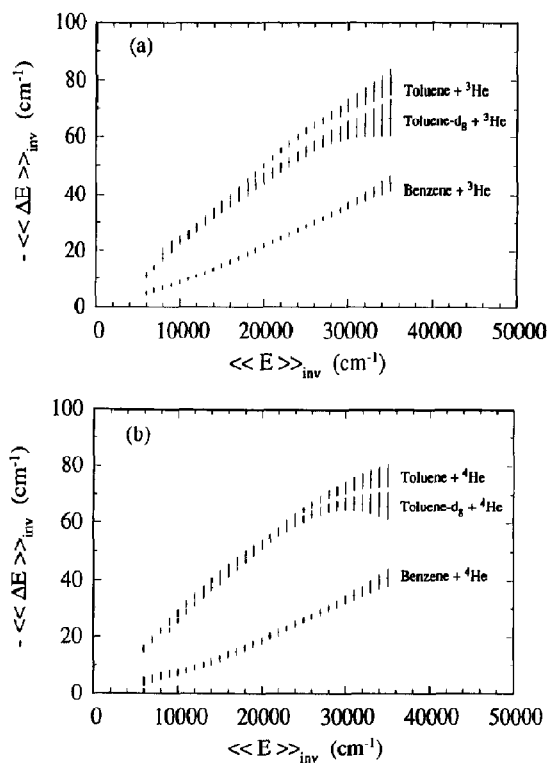 (a)
100
80
60
40
20
0
- << ΔE >>inv (cm⁻¹)
Toluene + ³He
Toluene-d₈ + ³He
Benzene + ³He
0 10000 20000 30000 40000 50000
<< E >>inv (cm⁻¹)
(b)
100
80
60
40
20
0
- << ΔE >>inv (cm⁻¹)
Toluene + ⁴He
Toluene-d₈ + ⁴He
Benzene + ⁴He
0 10000 20000 30000 40000 50000
<< E >>inv (cm⁻¹)